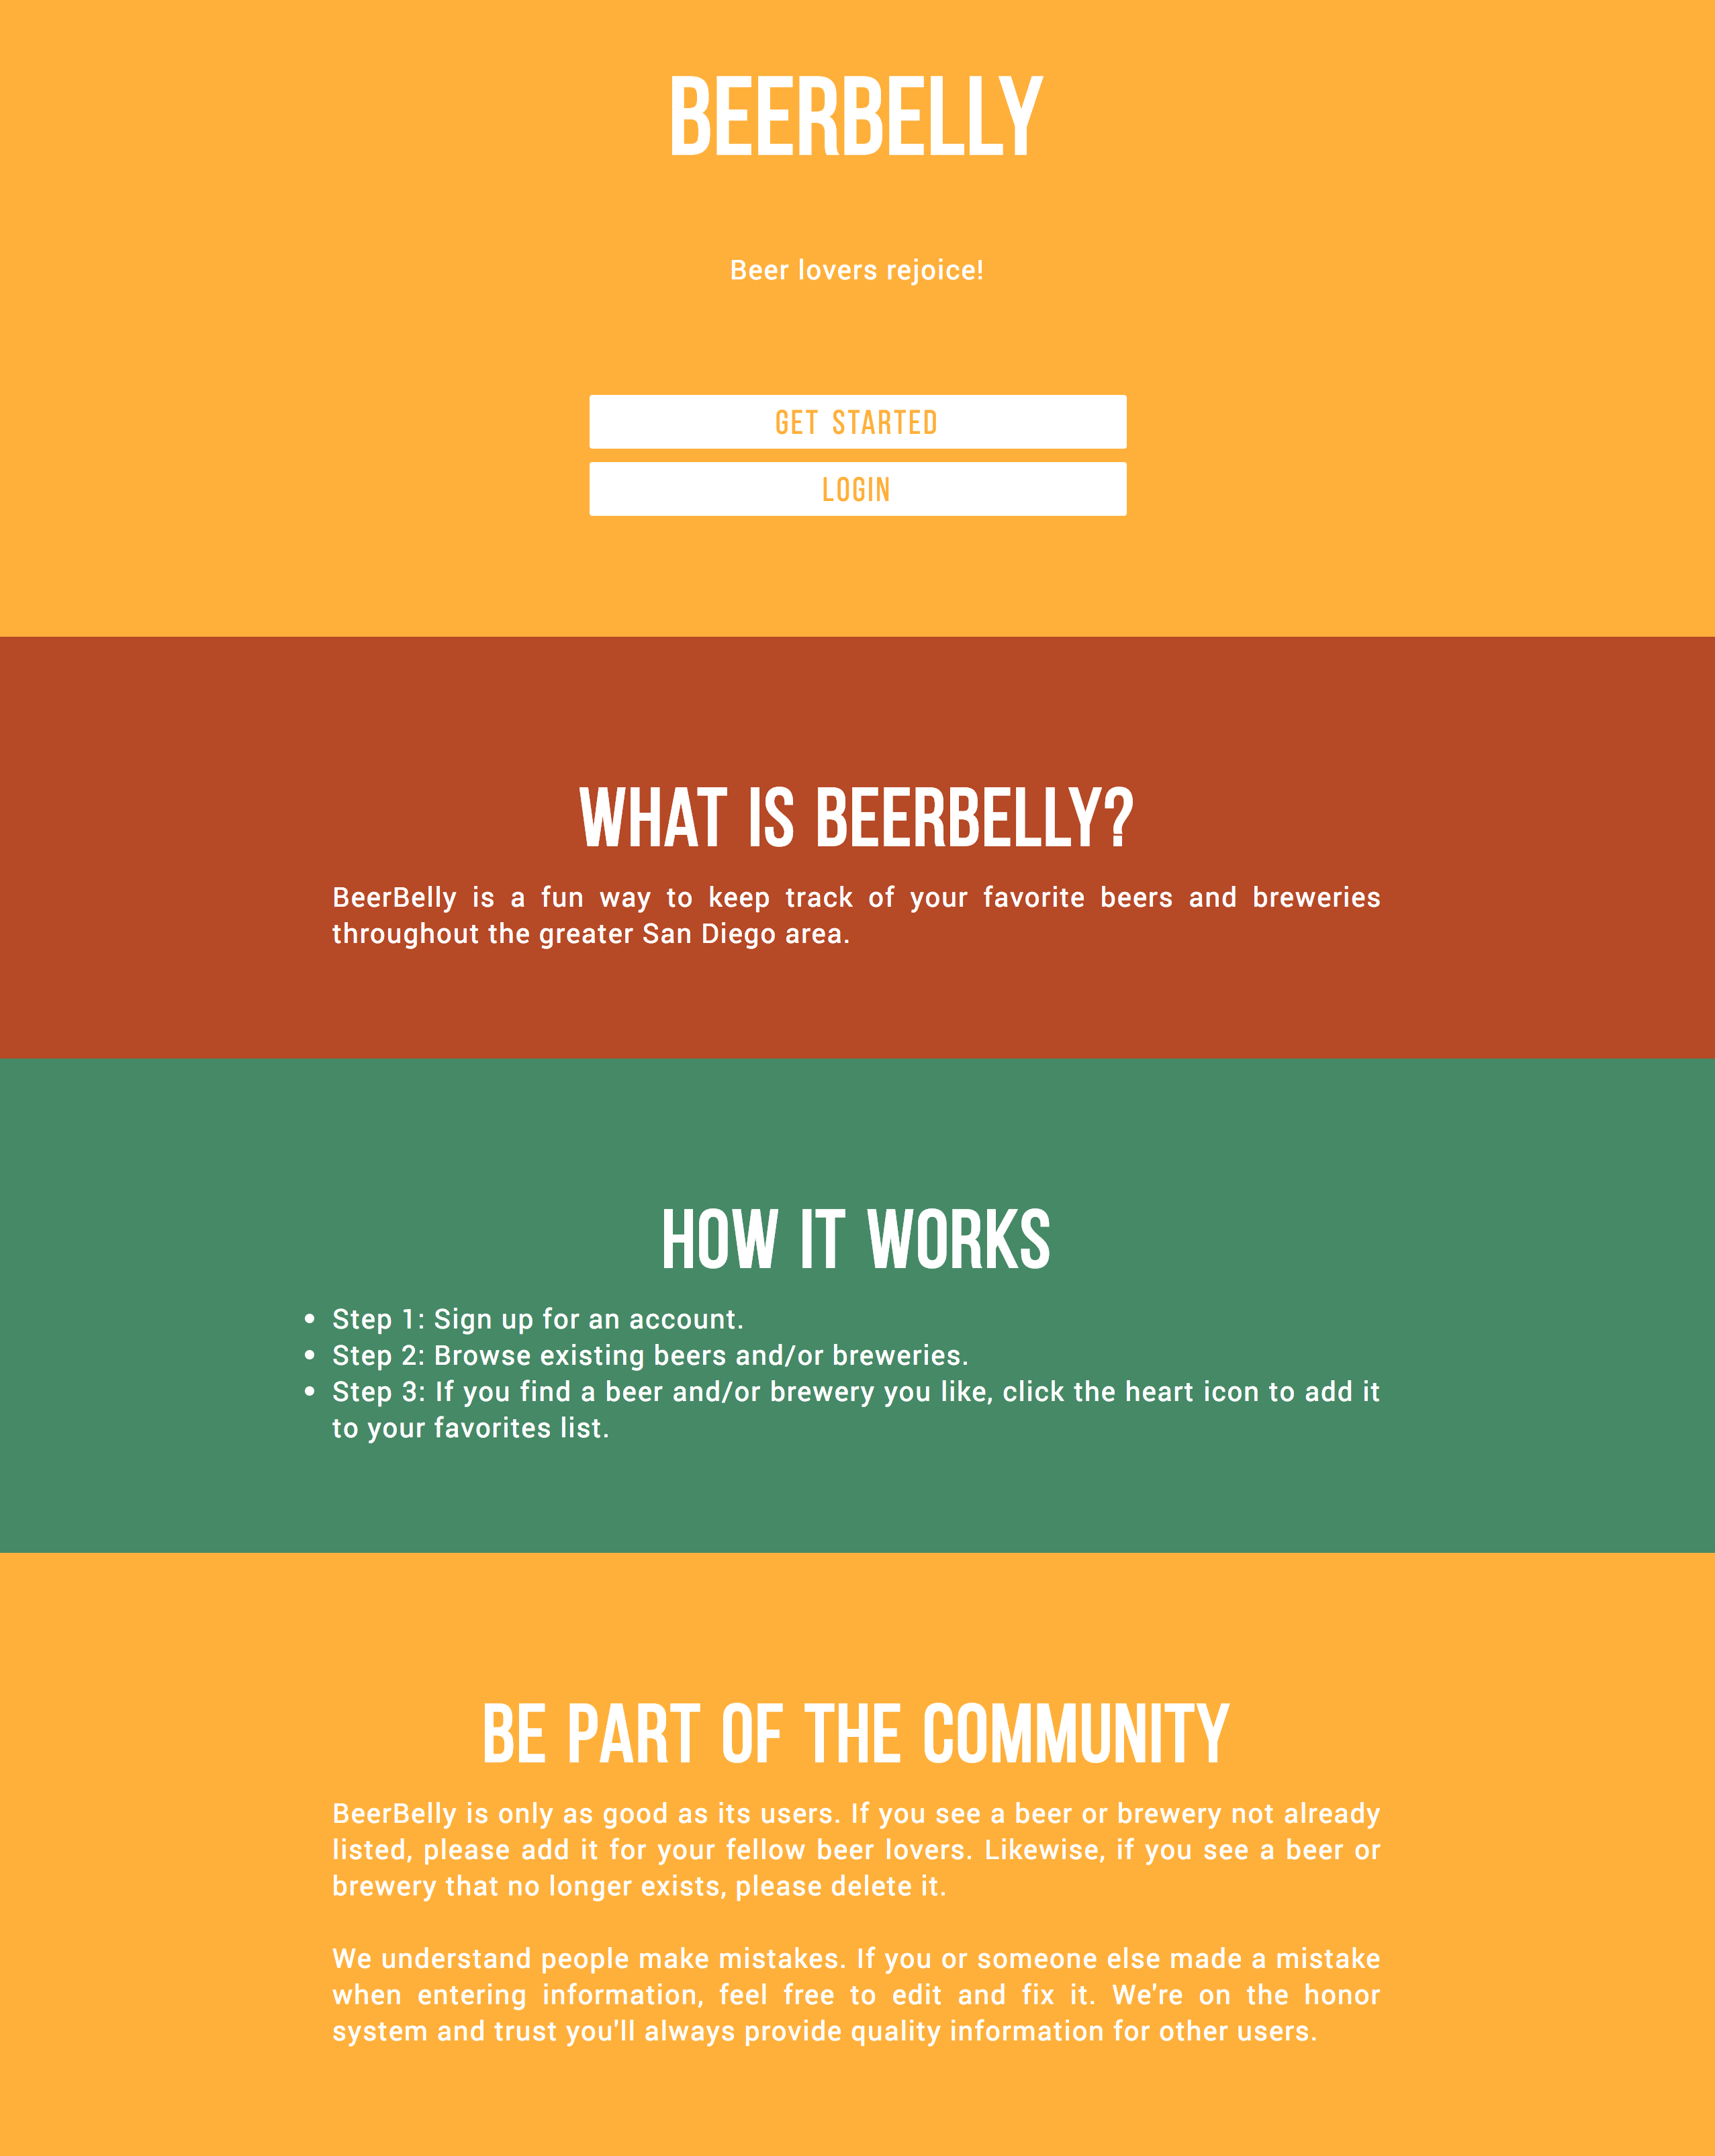 BEERBELLY
Beer lovers rejoice!
GET STARTED
LOGIN
WHAT IS BEERBELLY?
BeerBelly is a fun way to keep track of your favorite beers and breweries
throughout the greater San Diego area.
HOW IT WORKS
• Step 1: Sign up for an account.
• Step 2: Browse existing beers and/or breweries.
• Step 3: If you find a beer and/or brewery you like, click the heart icon to add it
to your favorites list.
BE PART OF THE COMMUNITY
BeerBelly is only as good as its users. If you see a beer or brewery not already
listed, please add it for your fellow beer lovers. Likewise, if you see a beer or
brewery that no longer exists, please delete it.
We understand people make mistakes. If you or someone else made a mistake
when entering information, feel free to edit and fix it. We're on the honor
system and trust you'll always provide quality information for other users.